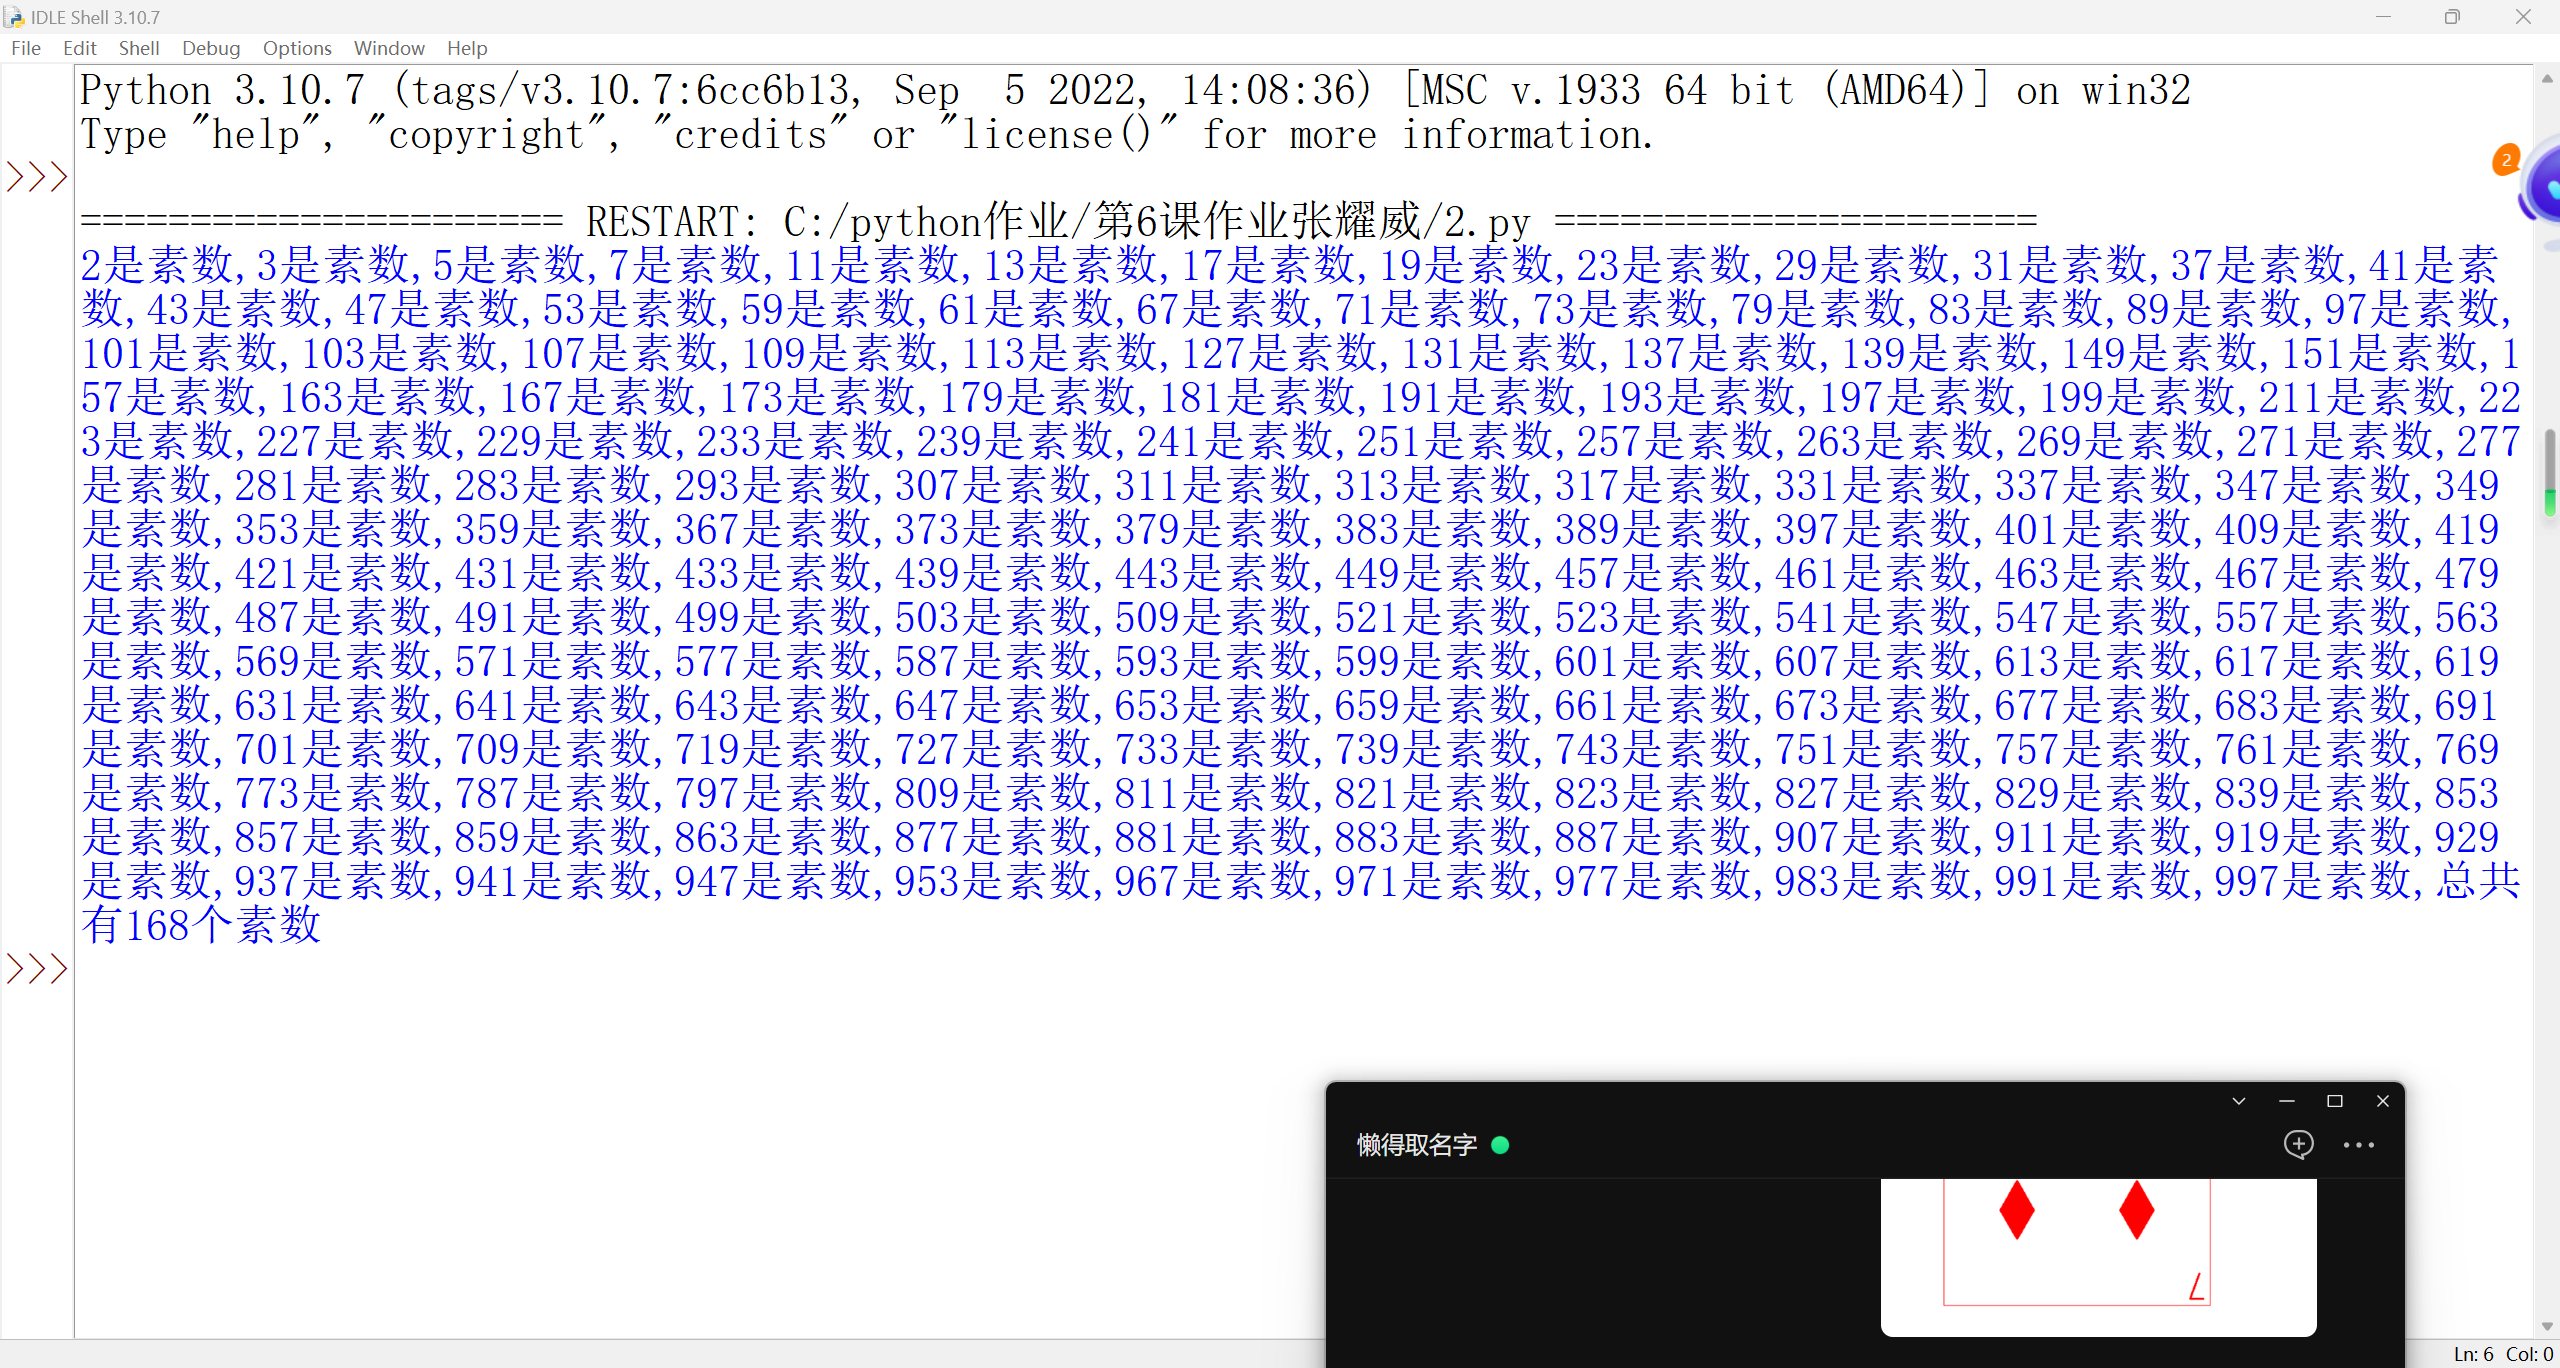 IDLE Shell 3.10.7
File Edit Shell Debug Options Window Help
Python 3.10.7 (tags/v3.10.7:6cc6b13, Sep  5 2022, 14:08:36) [MSC v.1933 64 bit (AMD64)] on win32
Type "help", "copyright", "credits" or "license()" for more information.
2
>>>
====================== RESTART: C:/python作业/第6课作业张耀威/2.py ======================
2是素数,3是素数,5是素数,7是素数,11是素数,13是素数,17是素数,19是素数,23是素数,29是素数,31是素数,37是素数,41是素
数,43是素数,47是素数,53是素数,59是素数,61是素数,67是素数,71是素数,73是素数,79是素数,83是素数,89是素数,97是素数,
101是素数,103是素数,107是素数,109是素数,113是素数,127是素数,131是素数,137是素数,139是素数,149是素数,151是素数,1
57是素数,163是素数,167是素数,173是素数,179是素数,181是素数,191是素数,193是素数,197是素数,199是素数,211是素数,22
3是素数,227是素数,229是素数,233是素数,239是素数,241是素数,251是素数,257是素数,263是素数,269是素数,271是素数,277
是素数,281是素数,283是素数,293是素数,307是素数,311是素数,313是素数,317是素数,331是素数,337是素数,347是素数,349
是素数,353是素数,359是素数,367是素数,373是素数,379是素数,383是素数,389是素数,397是素数,401是素数,409是素数,419
是素数,421是素数,431是素数,433是素数,439是素数,443是素数,449是素数,457是素数,461是素数,463是素数,467是素数,479
是素数,487是素数,491是素数,499是素数,503是素数,509是素数,521是素数,523是素数,541是素数,547是素数,557是素数,563
是素数,569是素数,571是素数,577是素数,587是素数,593是素数,599是素数,601是素数,607是素数,613是素数,617是素数,619
是素数,631是素数,641是素数,643是素数,647是素数,653是素数,659是素数,661是素数,673是素数,677是素数,683是素数,691
是素数,701是素数,709是素数,719是素数,727是素数,733是素数,739是素数,743是素数,751是素数,757是素数,761是素数,769
是素数,773是素数,787是素数,797是素数,809是素数,811是素数,821是素数,823是素数,827是素数,829是素数,839是素数,853
是素数,857是素数,859是素数,863是素数,877是素数,881是素数,883是素数,887是素数,907是素数,911是素数,919是素数,929
是素数,937是素数,941是素数,947是素数,953是素数,967是素数,971是素数,977是素数,983是素数,991是素数,997是素数,总共
有168个素数
>>>
懒得取名字
7
Ln: 6 Col: 0